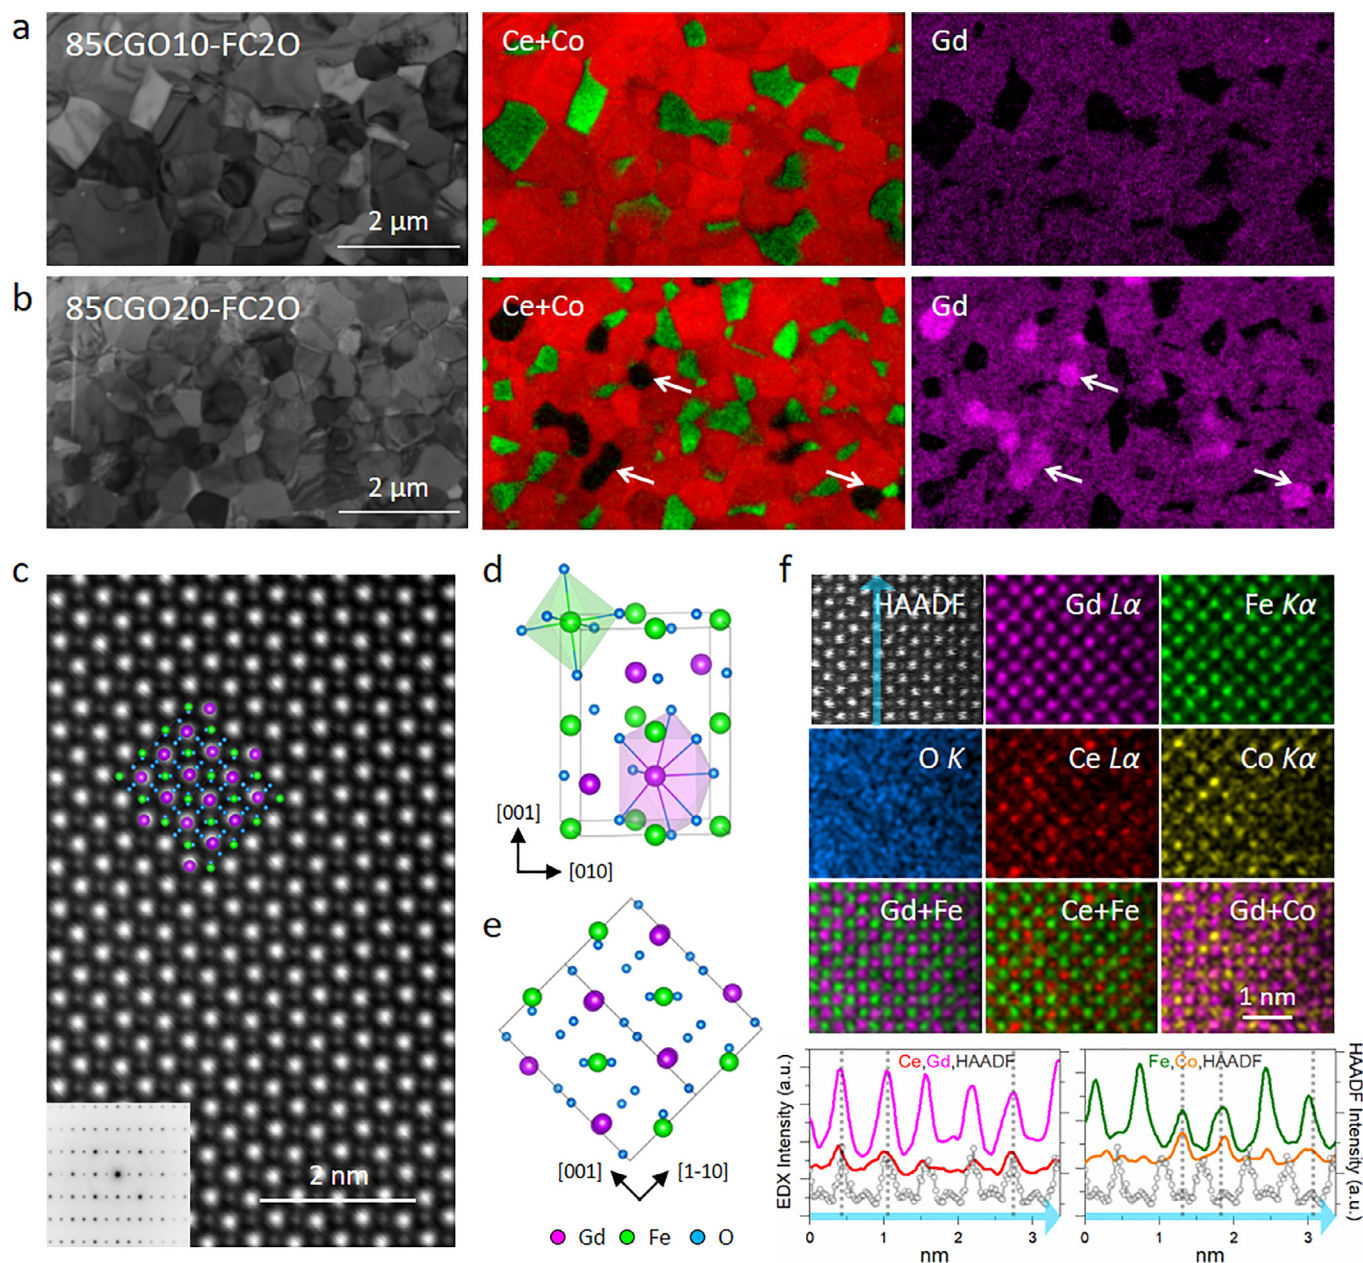 a
85CGO10-FC2O
Ce+Co
Gd
2 μm
b
85CGO20-FC2O
Ce+Co
Gd
2 μm
c
2 nm
d
[001]
[010]
e
[001]
[1-10]
Gd
Fe
O
f
HAADF
Gd Lα
Fe Kα
O K
Ce Lα
Co Kα
Gd+Fe
Ce+Fe
Gd+Co
1 nm
Ce,Gd,HAADF
Fe,Co,HAADF
EDX Intensity (a.u.)
HAADF Intensity (a.u.)
0 1 2 3
nm
0 1 2 3
nm